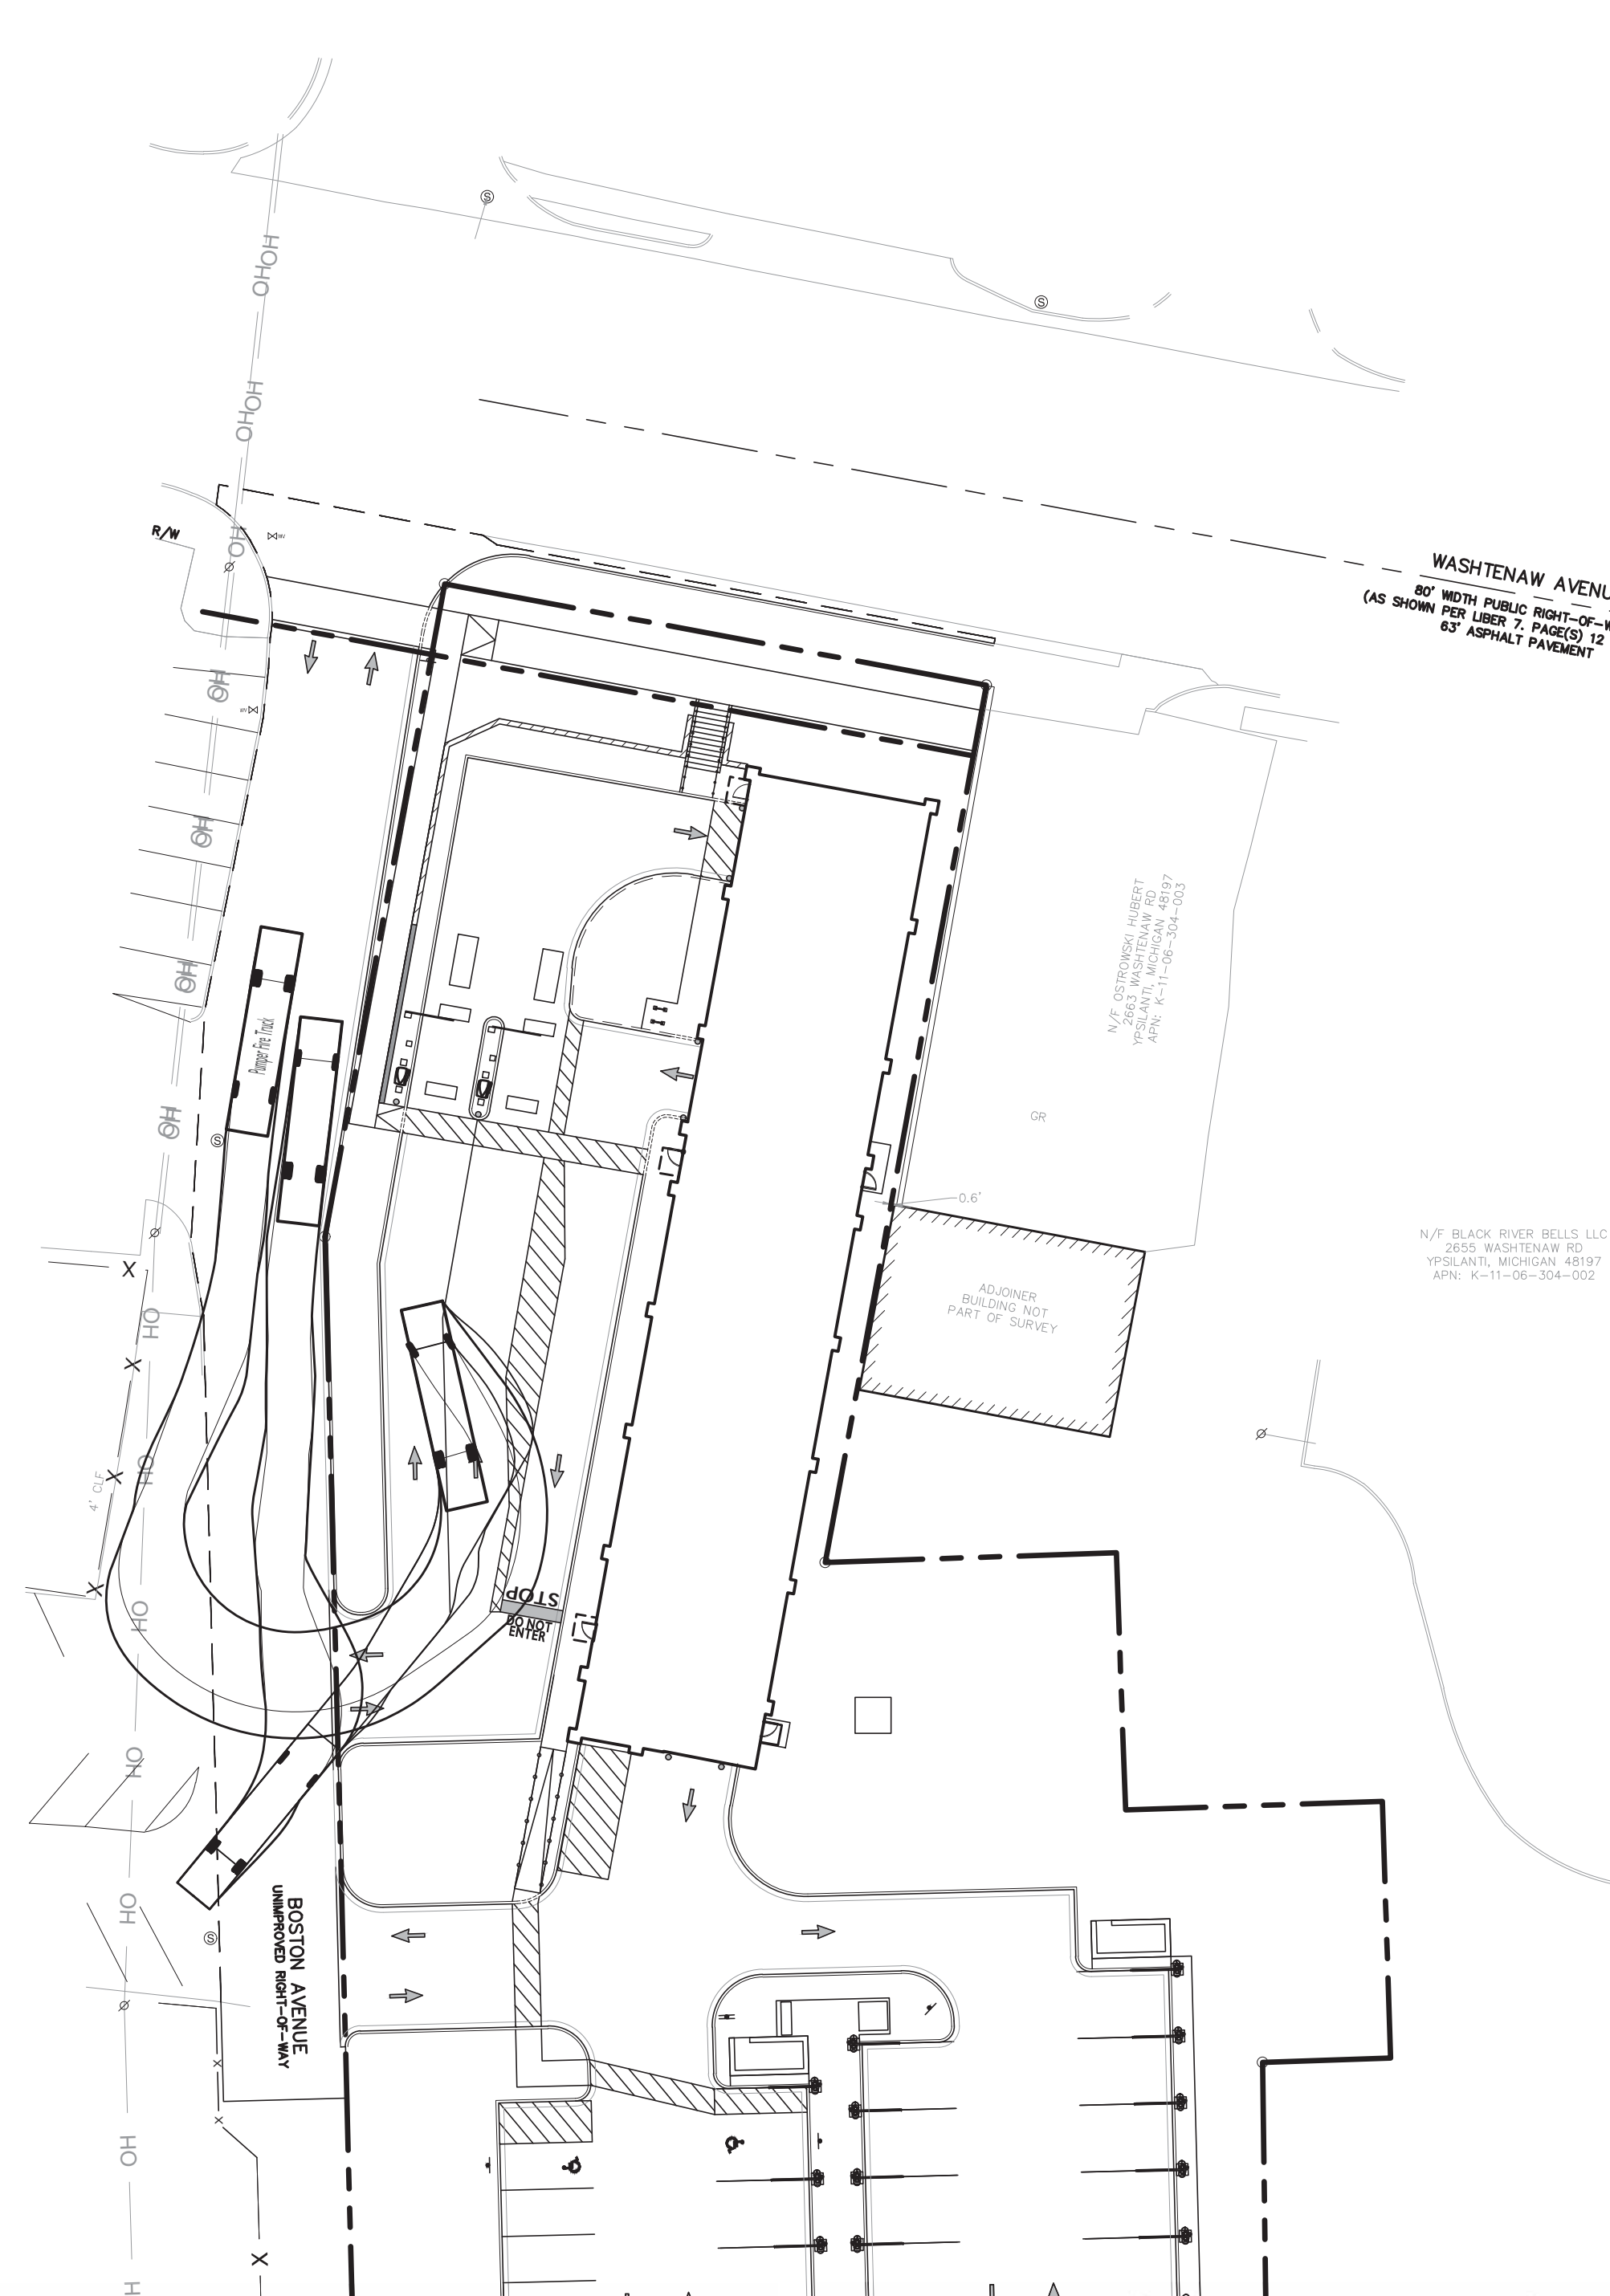 OHOH
OHOH
R/W
OH
WV
WASHTENAW AVENU
80' WIDTH PUBLIC RIGHT-OF-W
(AS SHOWN PER LIBER 7. PAGE(S) 12
63' ASPHALT PAVEMENT
S
S
OH
WV
OH
OH
OH
Pumper Fire Truck
S
N/F OSTROWSKI HUBERT
2663 WASHTENAW RD
YPSILANTI, MICHIGAN 48197
APN: K-11-06-304-003
GR
0.6'
N/F BLACK RIVER BELLS LLC
2655 WASHTENAW RD
YPSILANTI, MICHIGAN 48197
APN: K-11-06-304-002
ADJOINER
BUILDING NOT
PART OF SURVEY
X
OH
X
X
OH
4' CLF
X
OH
STOP
DO NOT
ENTER
OH
OH
S
BOSTON AVENUE
UNIMPROVED RIGHT-OF-WAY
X
X
OH
X
H